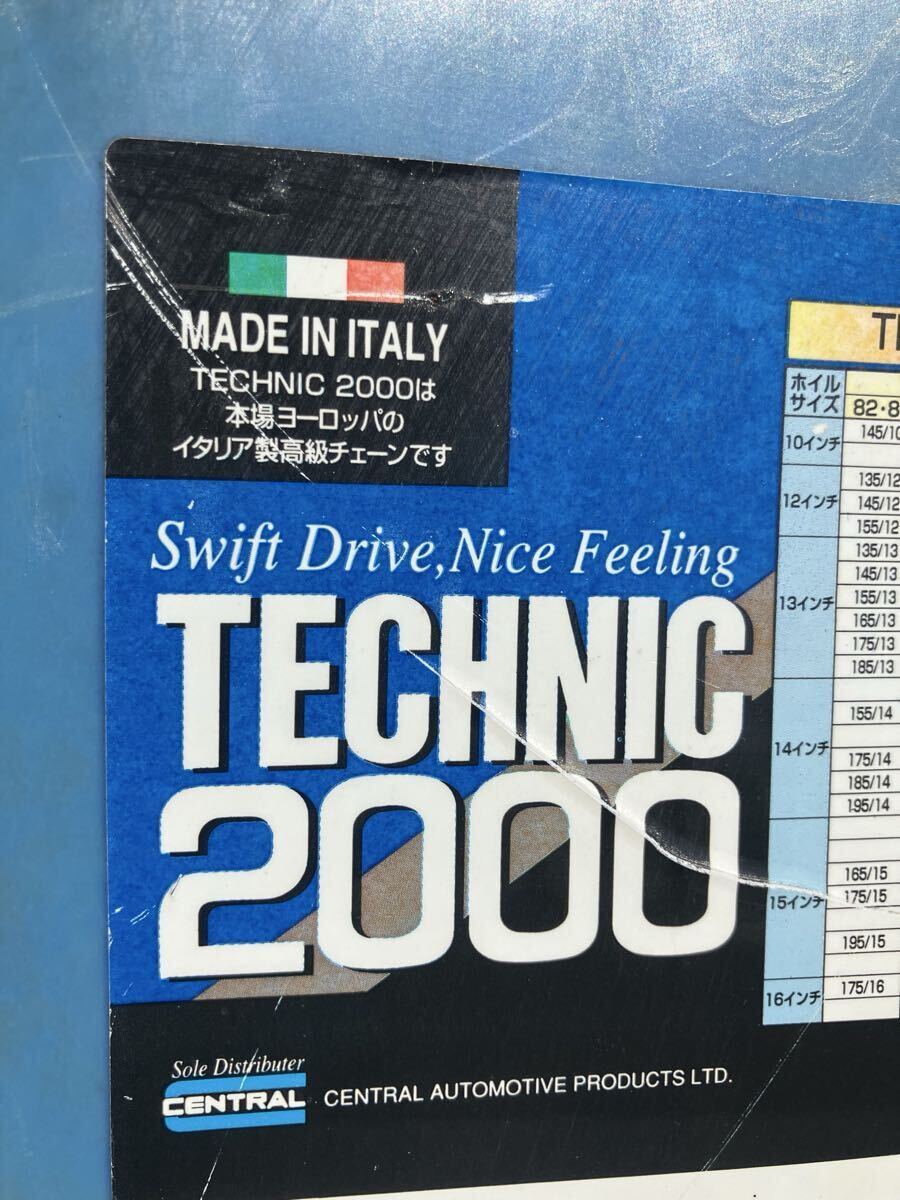 MADE IN ITALY
TECHNIC 2000は
本場ヨーロッパの
イタリア製高級チェーンです
Swift Drive,Nice Feeling
TECHNIC
2000
ホイル
サイズ
82・8
10インチ
145/10
12インチ
135/12
145/12
155/12
13インチ
135/13
145/13
155/13
165/13
175/13
185/13
14インチ
155/14
175/14
185/14
195/14
15インチ
165/15
175/15
195/15
16インチ
175/16
Sole Distributer
CENTRAL
CENTRAL AUTOMOTIVE PRODUCTS LTD.